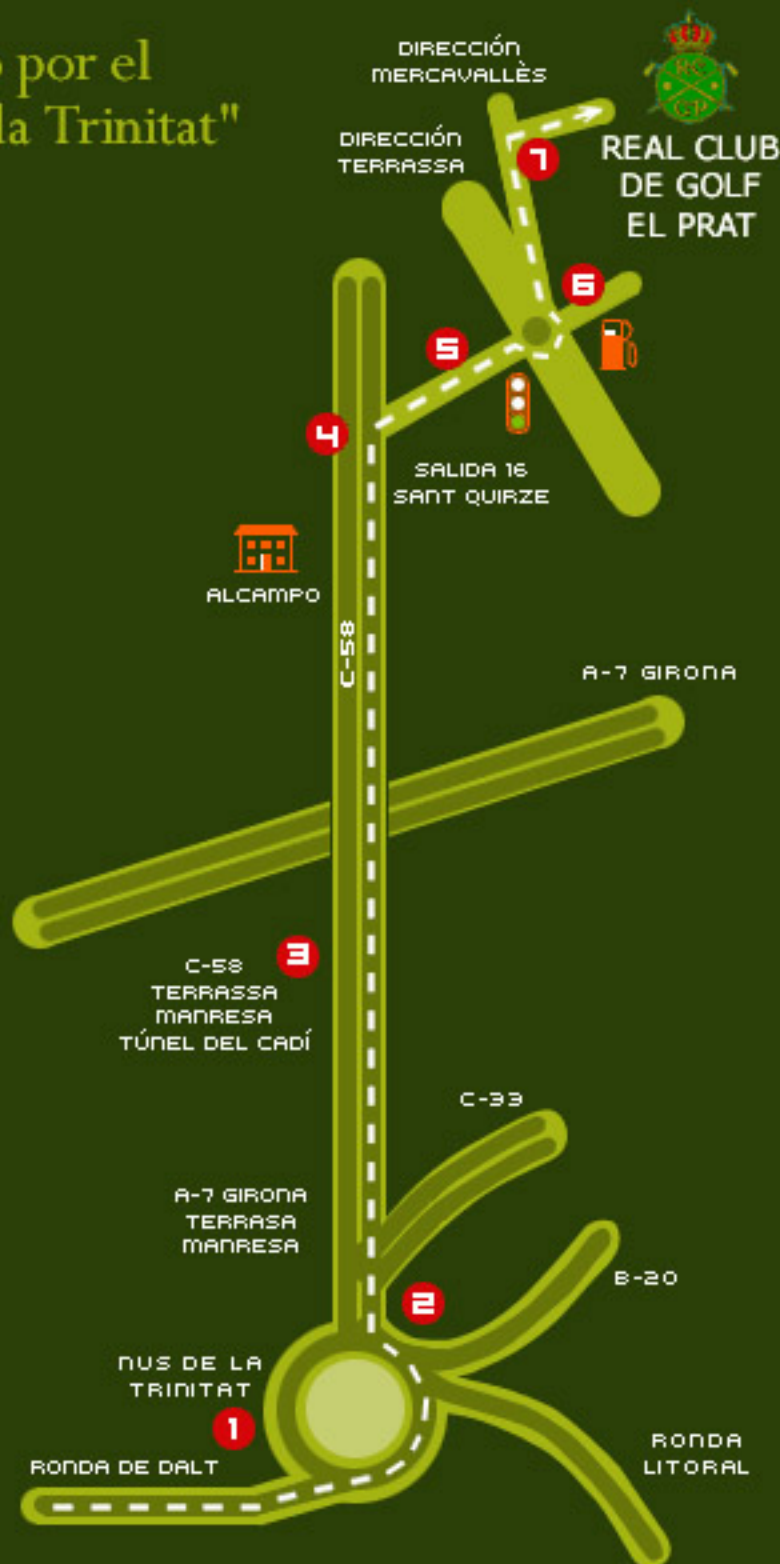 por el
la Trinitat"
DIRECCIÓN
MERCAVALLÈS
DIRECCIÓN
TERRASSA
7
RC
GP
REAL CLUB
DE GOLF
EL PRAT
6
5
4
SALIDA 16
SANT QUIRZE
ALCAMPO
C-58
A-7 GIRONA
3
C-58
TERRASSA
MANRESA
TÚNEL DEL CADÍ
C-33
A-7 GIRONA
TERRASA
MANRESA
2
B-20
NUS DE LA
TRINITAT
1
RONDA DE DALT
RONDA
LITORAL